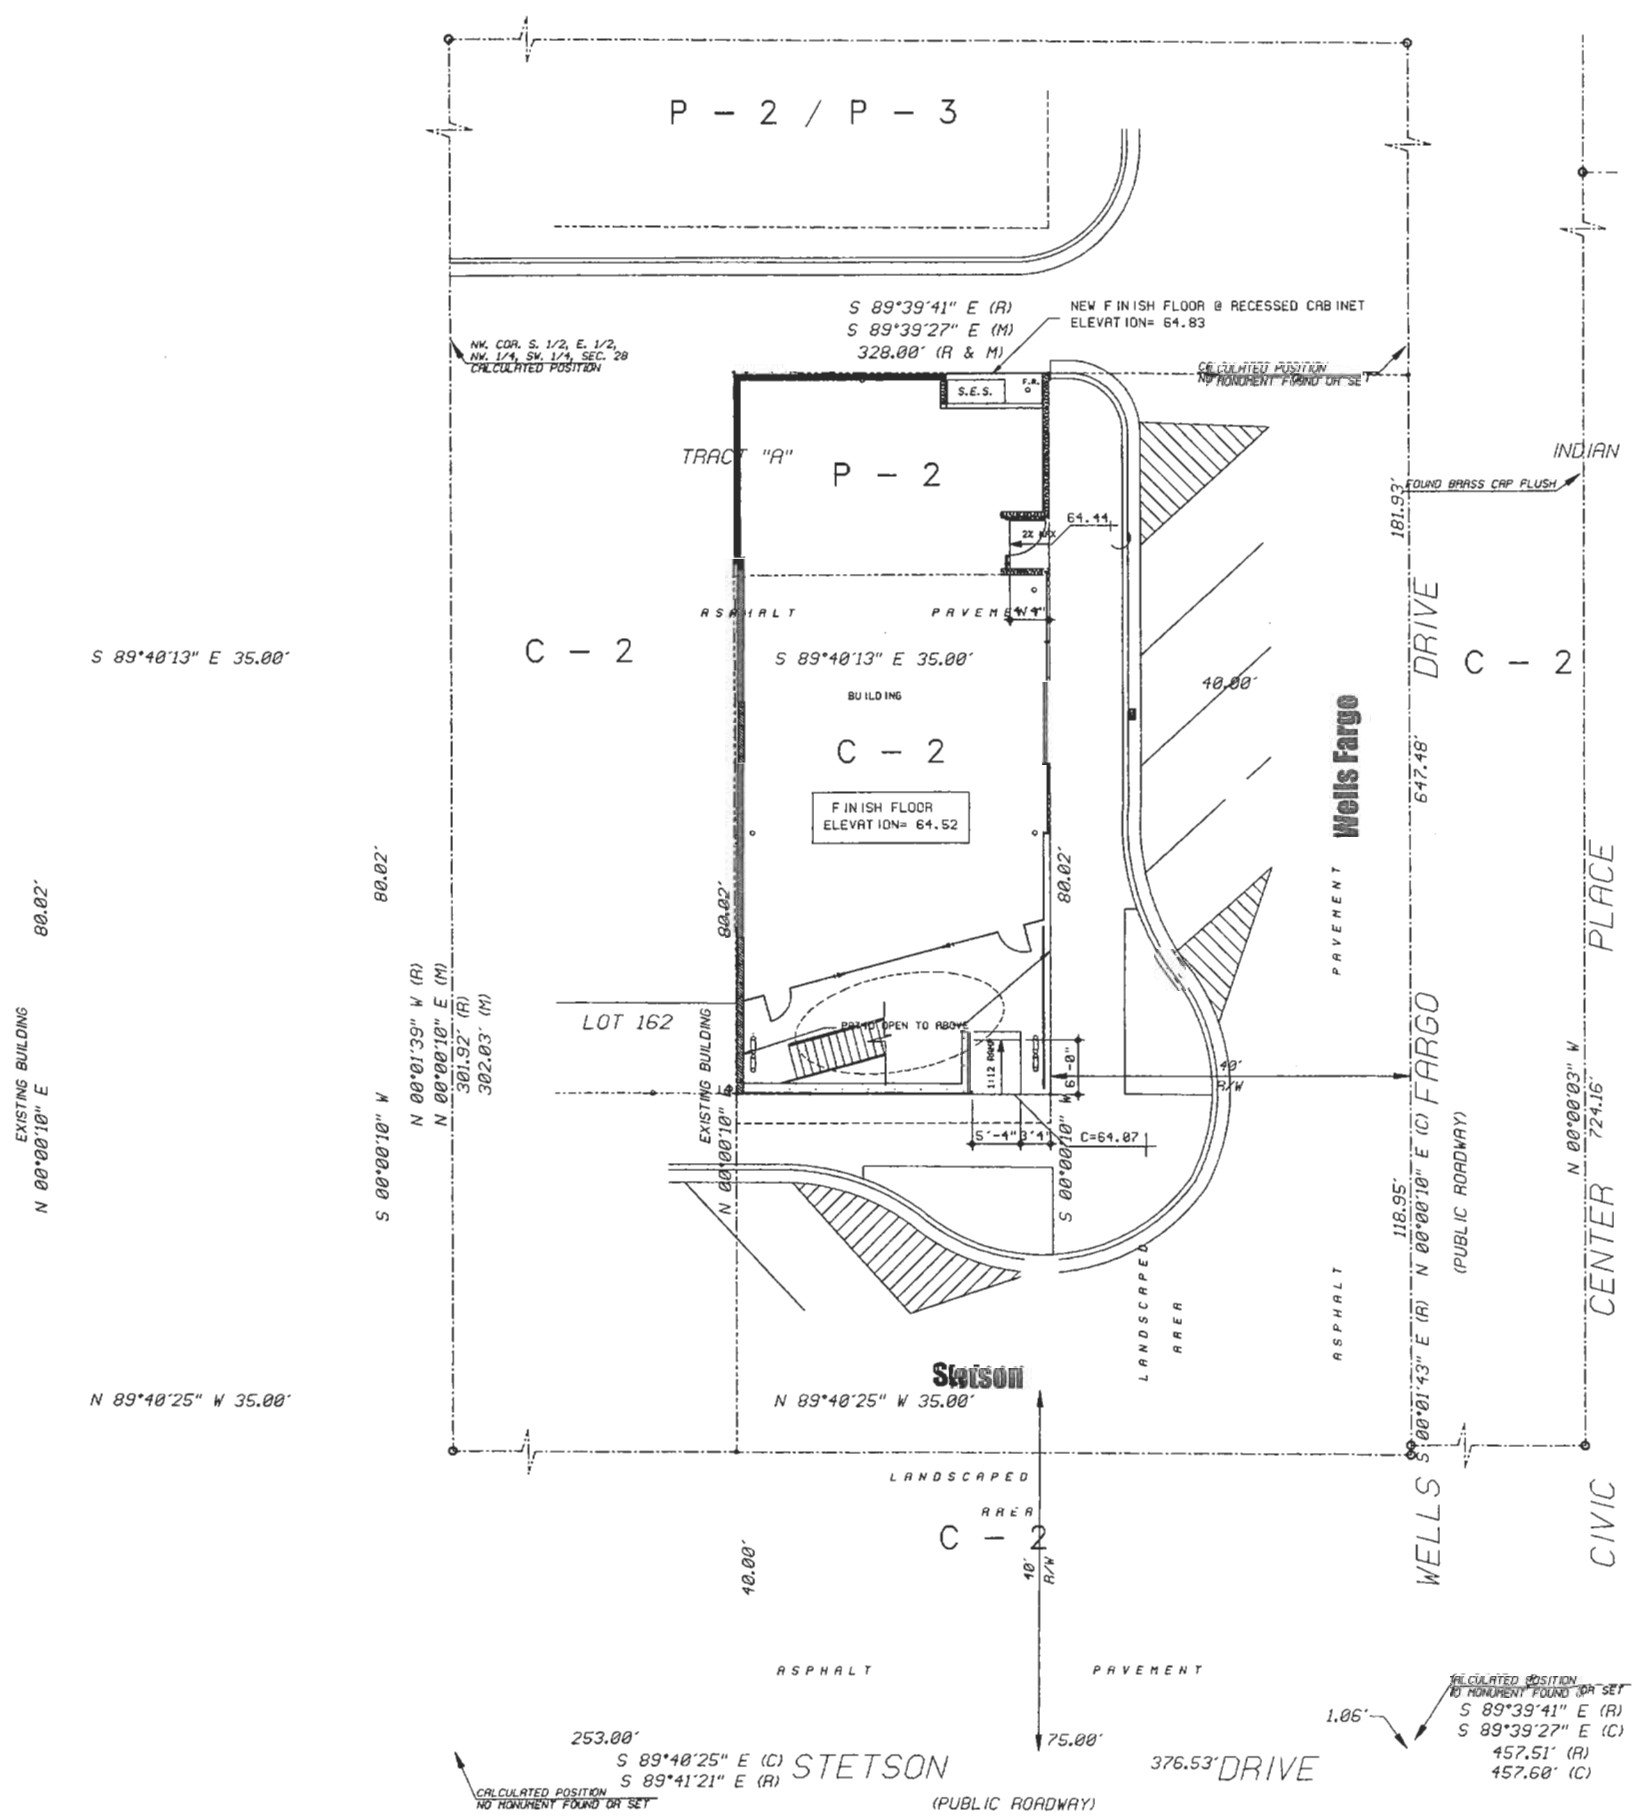 P - 2 / P - 3
S 89°39'41" E (R)
S 89°39'27" E (M)
328.00' (R & M)
NEW FINISH FLOOR @ RECESSED CABINET
ELEVATION= 64.83
NW. COR. S. 1/2, E. 1/2,
NW. 1/4, SW. 1/4, SEC. 28
CALCULATED POSITION
CALCULATED POSITION
NO MONUMENT FOUND OR SET
S.E.S.
F.R.
TRACT "A"
P - 2
INDIAN
FOUND BRASS CAP FLUSH
181.93'
64.44
2% MAX
ASPHALT PAVEMENT
4'4"
S 89°40'13" E 35.00'
C - 2
S 89°40'13" E 35.00'
C - 2
BUILDING
40.00'
C - 2
FINISH FLOOR
ELEVATION= 64.52
Wells Fargo
647.48'
80.02'
80.02'
80.02'
80.02'
PAVEMENT
EXISTING BUILDING
N 00°00'10" E
S 00°00'10" W
N 00°01'39" W (R)
N 00°00'10" E (M)
301.92' (R)
302.03' (M)
LOT 162
EXISTING BUILDING
N 00°00'10" E
PATIO OPEN TO ABOVE
1:12 RAMP
6'-0"
40'
R/W
5'-4"
3'4"
C=64.07
S 00°00'10" W
LANDSCAPED
AREA
ASPHALT
118.95'
WELLS FARGO DRIVE
S 00°01'43" E (R) N 00°00'10" E (C)
(PUBLIC ROADWAY)
N 00°00'03" W
724.16'
CIVIC CENTER PLACE
Stetson
N 89°40'25" W 35.00'
N 89°40'25" W 35.00'
LANDSCAPED
AREA
C - 2
40.00'
40'
R/W
ASPHALT PAVEMENT
CALCULATED POSITION
NO MONUMENT FOUND OR SET
S 89°39'41" E (R)
S 89°39'27" E (C)
457.51' (R)
457.60' (C)
1.06'
253.00'
75.00'
376.53'
S 89°40'25" E (C)
S 89°41'21" E (R)
STETSON DRIVE
CALCULATED POSITION
NO MONUMENT FOUND OR SET
(PUBLIC ROADWAY)